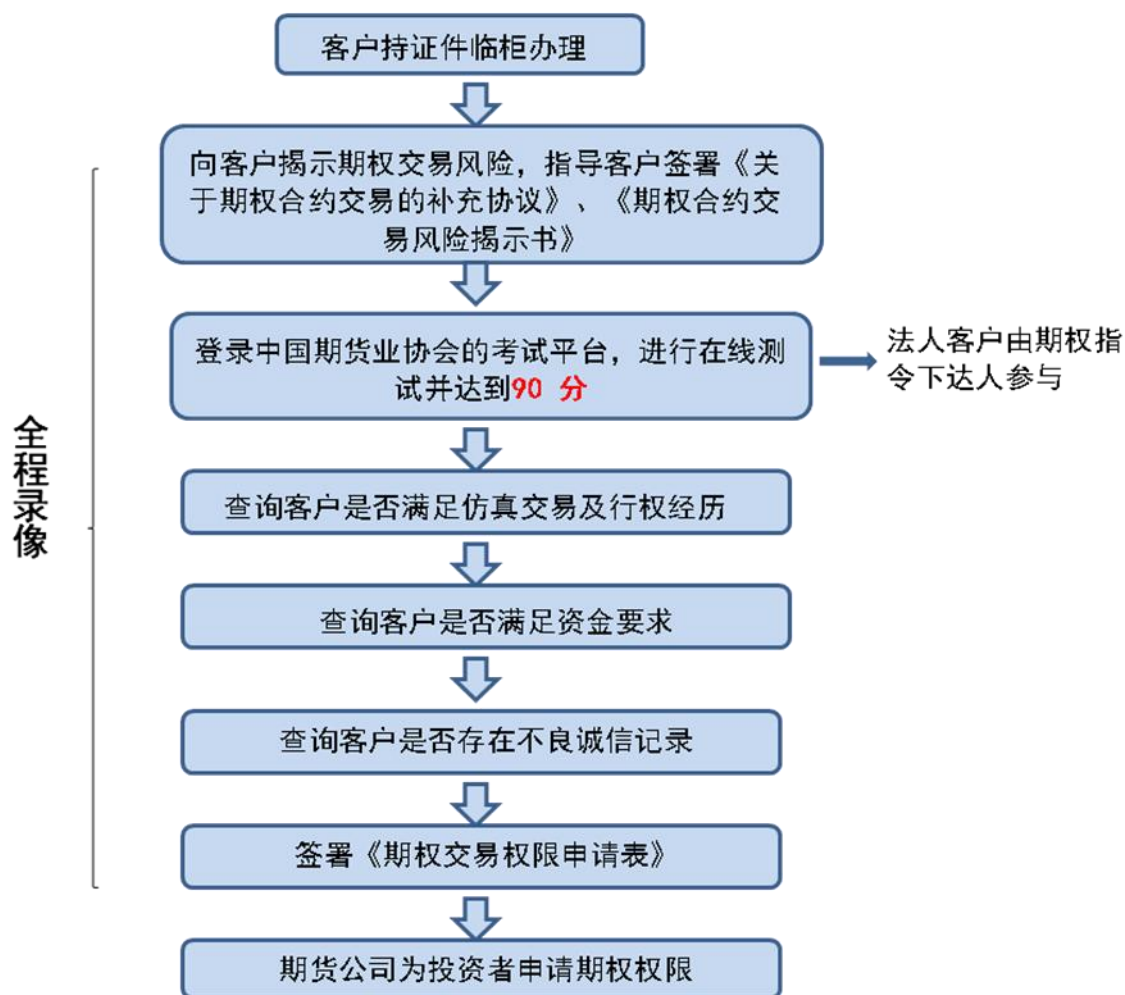 客户持证件临柜办理
向客户揭示期权交易风险，指导客户签署《关
于期权合约交易的补充协议》、《期权合约交
易风险揭示书》
登录中国期货业协会的考试平台，进行在线测
试并达到90 分
法人客户由期权指
令下达人参与
全程录像
查询客户是否满足仿真交易及行权经历
查询客户是否满足资金要求
查询客户是否存在不良诚信记录
签署《期权交易权限申请表》
期货公司为投资者申请期权权限